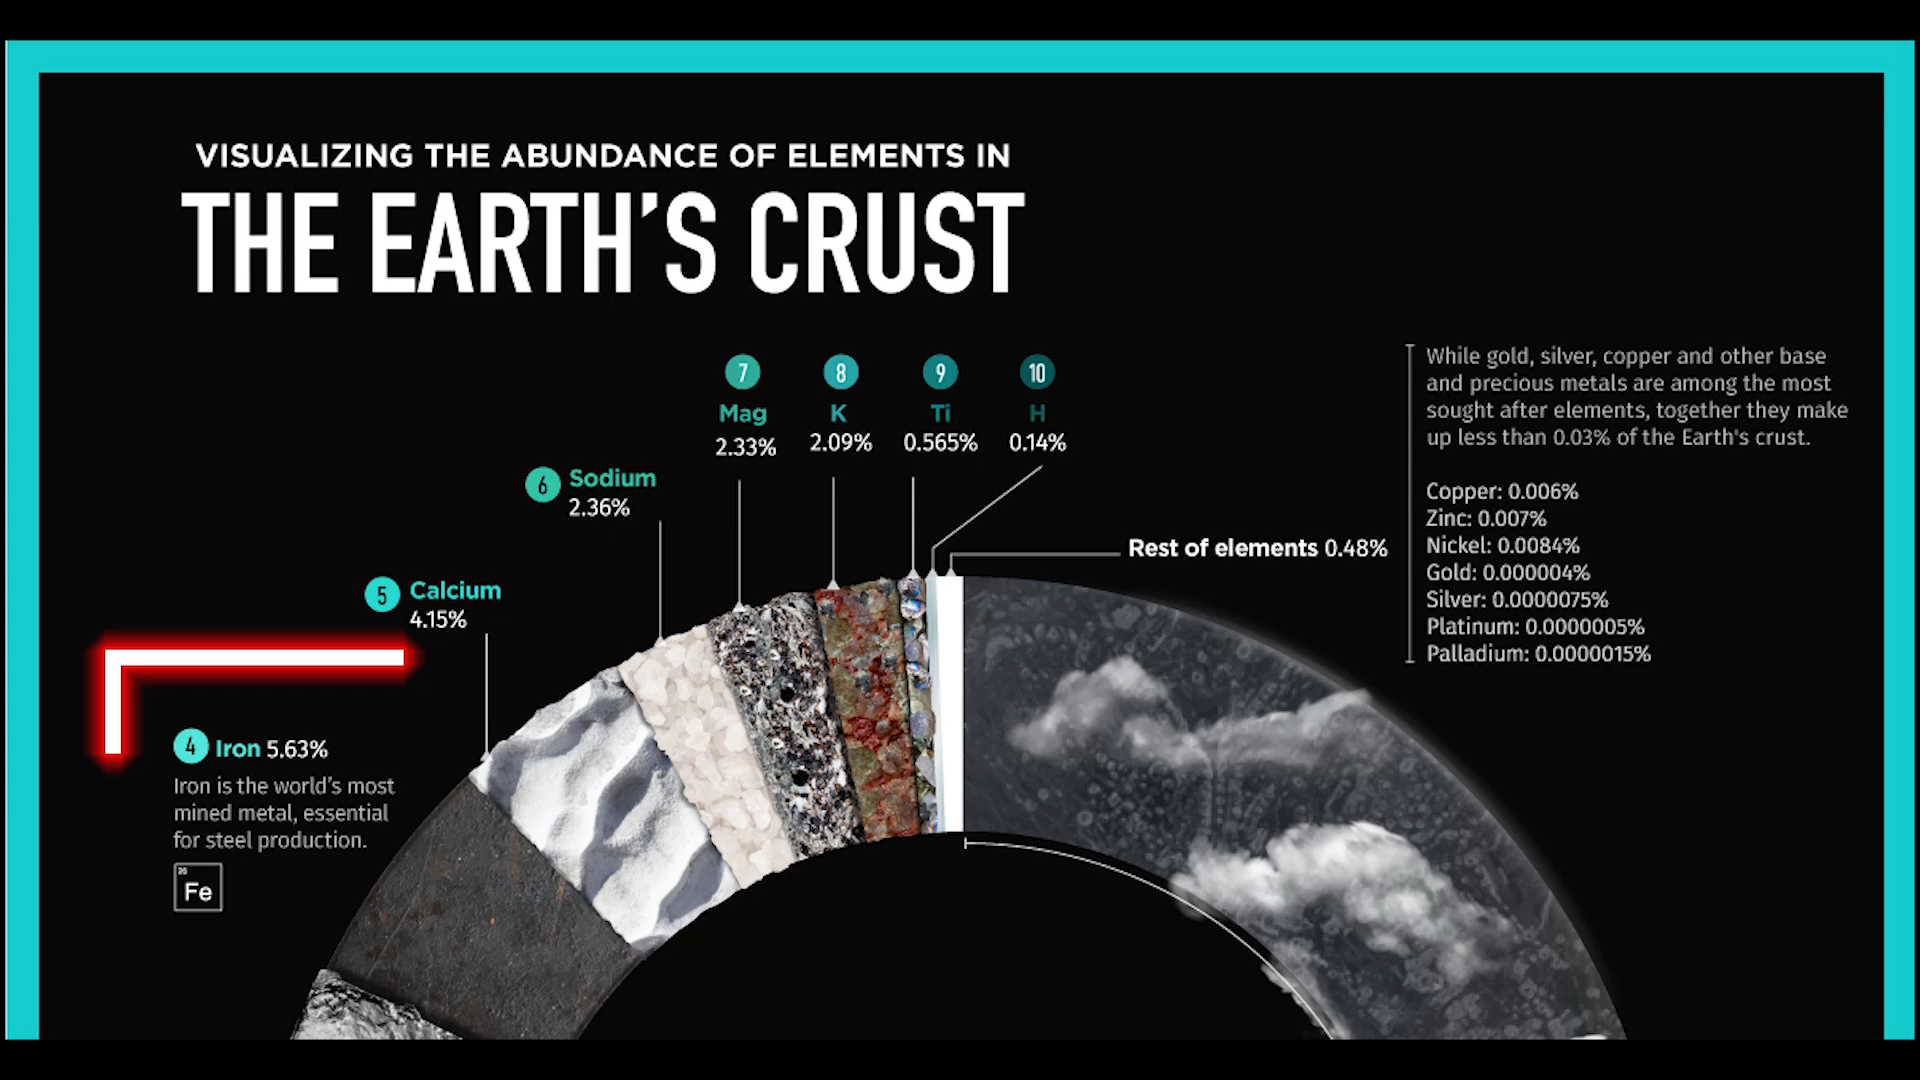 VISUALIZING THE ABUNDANCE OF ELEMENTS IN
THE EARTH'S CRUST
7
Mag
2.33%
8
K
2.09%
9
Ti
0.565%
10
H
0.14%
6 Sodium
2.36%
5 Calcium
4.15%
4 Iron 5.63%
Iron is the world's most
mined metal, essential
for steel production.
Fe
Rest of elements 0.48%
While gold, silver, copper and other base
and precious metals are among the most
sought after elements, together they make
up less than 0.03% of the Earth's crust.
Copper: 0.006%
Zinc: 0.007%
Nickel: 0.0084%
Gold: 0.000004%
Silver: 0.0000075%
Platinum: 0.0000005%
Palladium: 0.0000015%